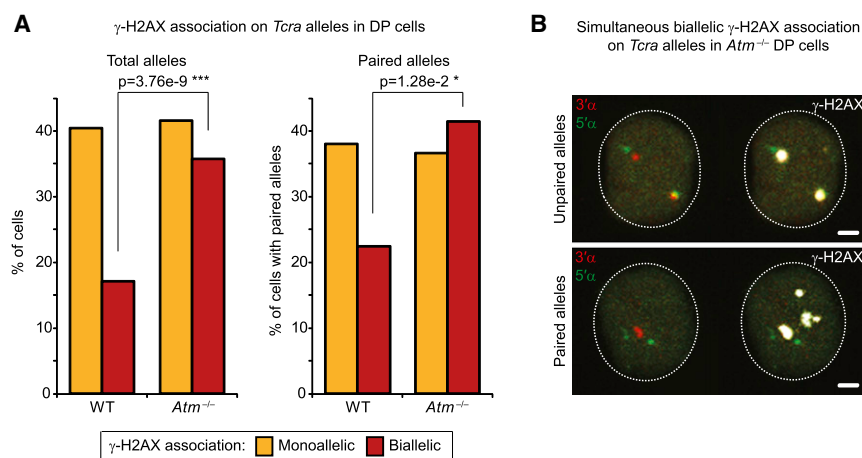 A
γ-H2AX association on Tcra alleles in DP cells
Total alleles
p=3.76e-9 ***
% of cells
40
30
20
10
0
WT
Atm−/−
Paired alleles
p=1.28e-2 *
% of cells with paired alleles
40
30
20
10
0
WT
Atm−/−
γ-H2AX association: Monoallelic Biallelic
B
Simultaneous biallelic γ-H2AX association
on Tcra alleles in Atm−/− DP cells
Unpaired alleles
3'α
5'α
γ-H2AX
Paired alleles
3'α
5'α
γ-H2AX